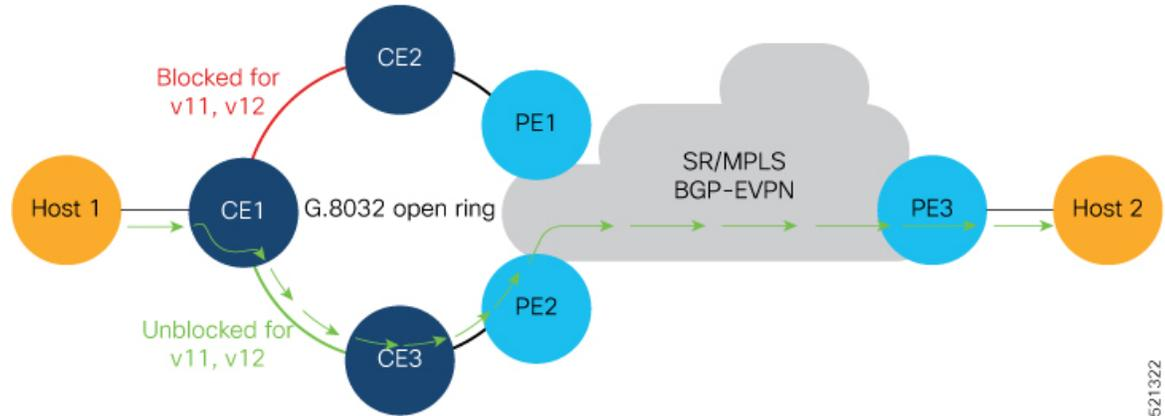 CE2
Blocked for
v11, v12
PE1
SR/MPLS
BGP-EVPN
Host 1
CE1
G.8032 open ring
PE3
Host 2
PE2
Unblocked for
v11, v12
CE3
521322